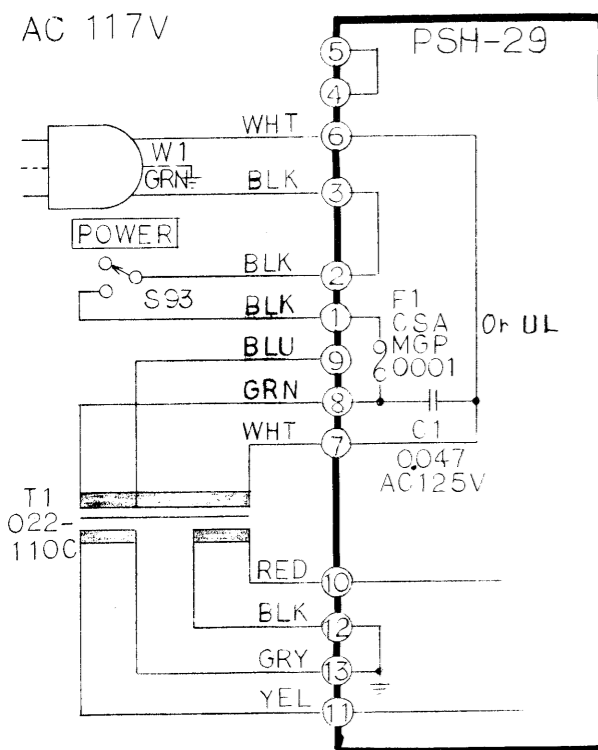 AC 117V
PSH-29
5
4
WHT
6
W1
GRN
BLK
3
POWER
BLK
2
S93
BLK
1
F1
CSA
MGP
0001
Or UL
BLU
9
GRN
8
WHT
7
C1
0.047
AC125V
T1
022-
110C
RED
10
BLK
12
GRY
13
YEL
11